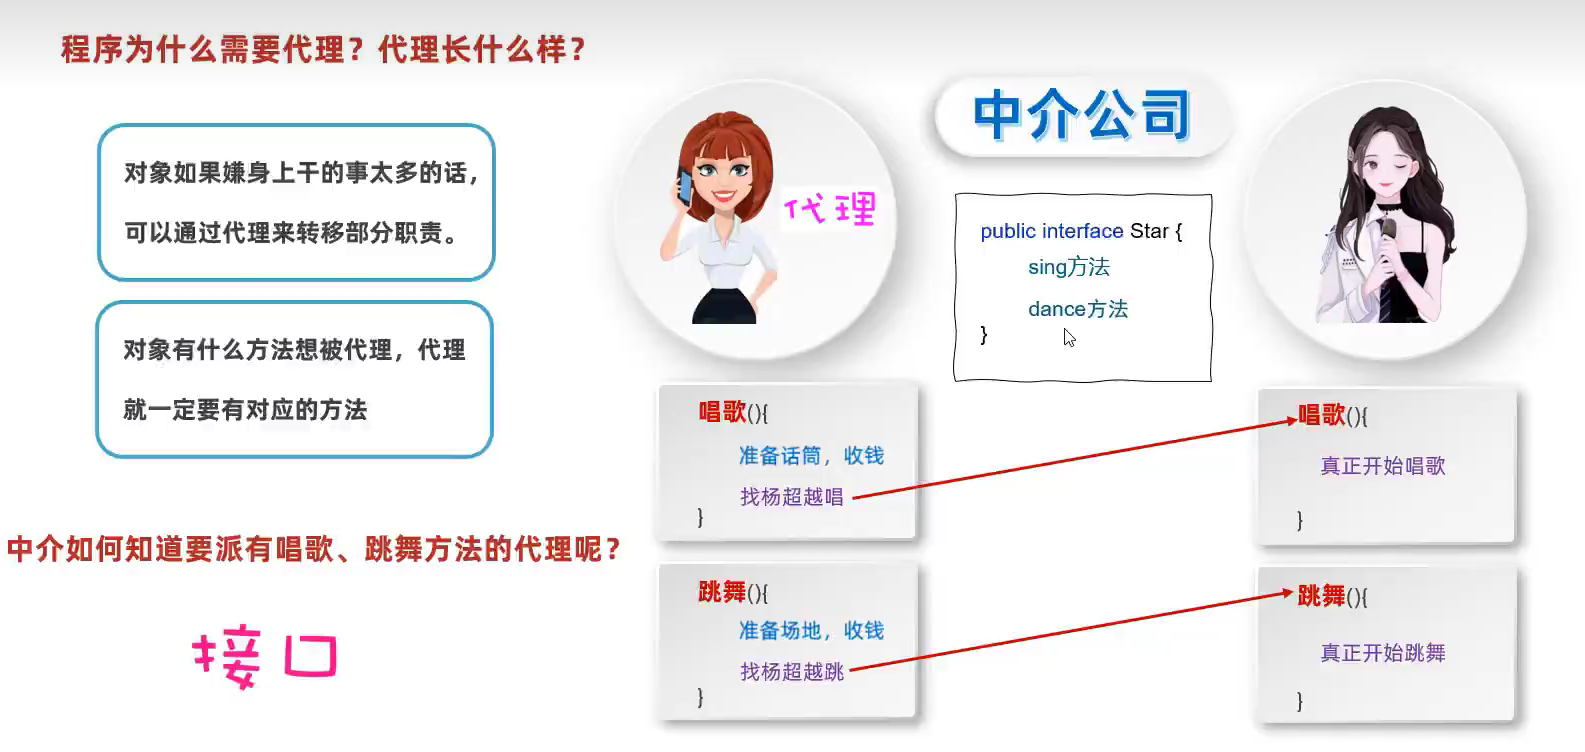 程序为什么需要代理？代理长什么样？
对象如果嫌身上干的事太多的话，
可以通过代理来转移部分职责。
对象有什么方法想被代理，代理
就一定要有对应的方法
中介如何知道要派有唱歌、跳舞方法的代理呢？
接口
代理
中介公司
public interface Star {
sing方法
dance方法
}
唱歌(){
准备话筒，收钱
找杨超越唱
}
跳舞(){
准备场地，收钱
找杨超越跳
}
唱歌(){
真正开始唱歌
}
跳舞(){
真正开始跳舞
}